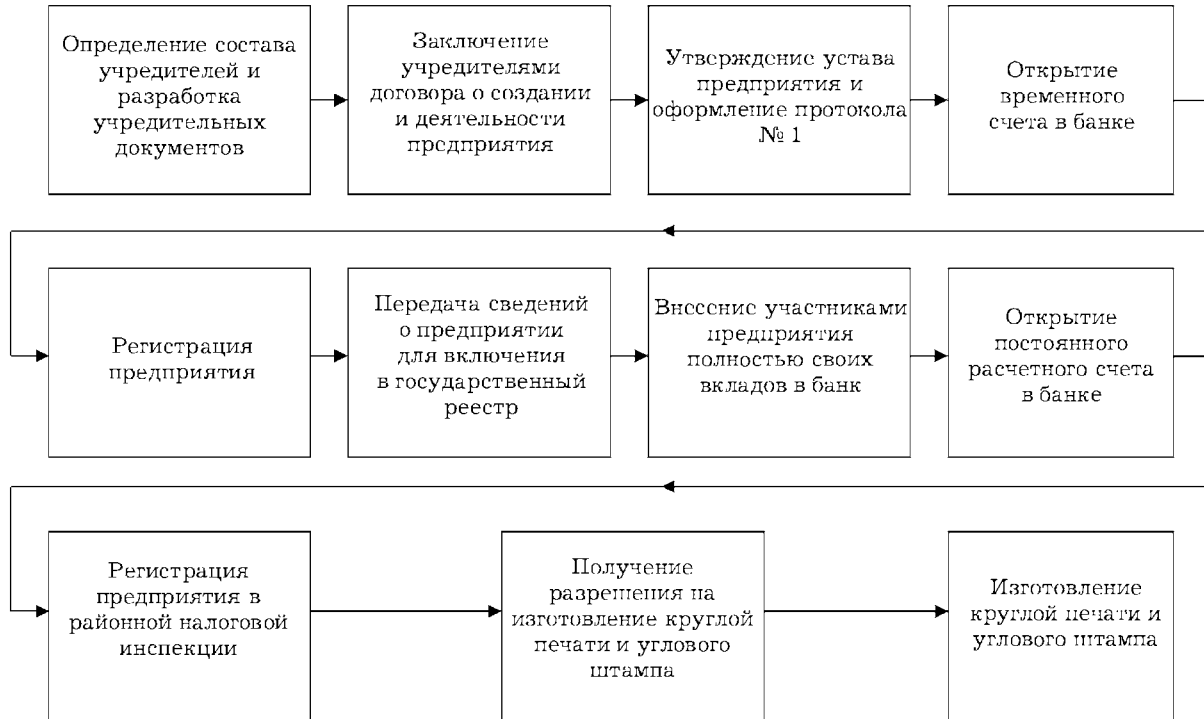 Определение состава
учредителей и
разработка
учредительных
документов
Заключение
учредителями
договора о создании
и деятельности
предприятия
Утверждение устава
предприятия и
оформление протокола
№ 1
Открытие
временного
счета в банке
Регистрация
предприятия
Передача сведений
о предприятии
для включения
в государственный
реестр
Внесение участниками
предприятия
полностью своих
вкладов в банк
Открытие
постоянного
расчетного счета
в банке
Регистрация
предприятия в
районной налоговой
инспекции
Получение
разрешения на
изготовление круглой
печати и углового
штампа
Изготовление
круглой печати и
углового штампа